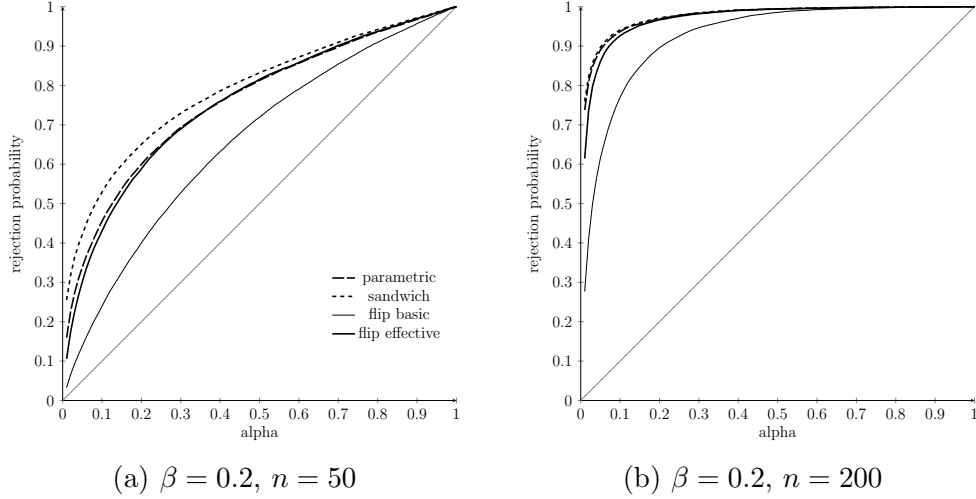 1
0.9
0.8
0.7
0.6
0.5
0.4
0.3
0.2
0.1
0
0 0.1 0.2 0.3 0.4 0.5 0.6 0.7 0.8 0.9 1
rejection probability
alpha
parametric
sandwich
flip basic
flip effective
(a) β = 0.2, n = 50
1
0.9
0.8
0.7
0.6
0.5
0.4
0.3
0.2
0.1
0
0 0.1 0.2 0.3 0.4 0.5 0.6 0.7 0.8 0.9 1
rejection probability
alpha
(b) β = 0.2, n = 200